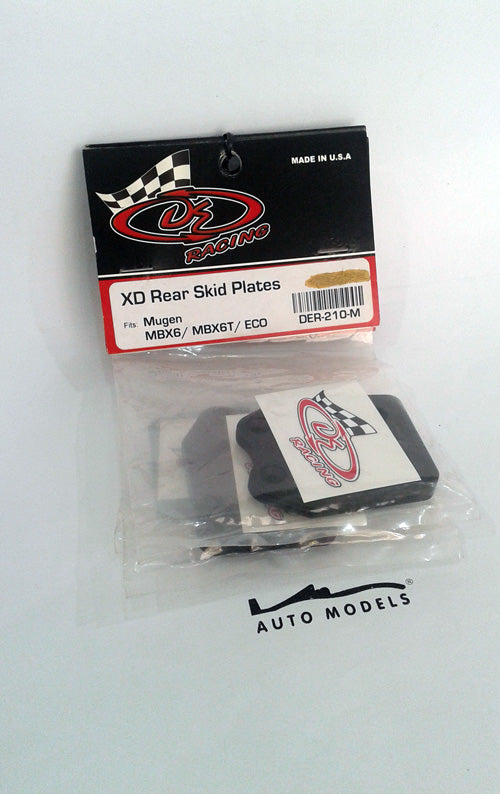 MADE IN U.S.A
DE
RACING
XD Rear Skid Plates
Fits: Mugen
MBX6/ MBX6T/ ECO
DER-210-M
DE
RACING
AUTO MODELS®